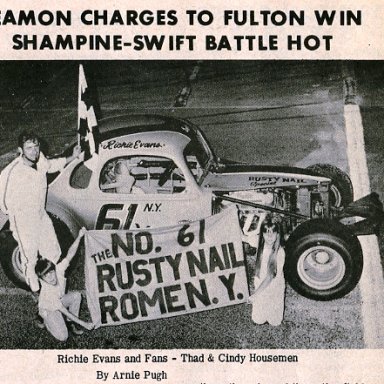 EAMON CHARGES TO FULTON WIN
SHAMPINE-SWIFT BATTLE HOT
Richie Evans
RUSTY NAIL
Special
61 N.Y.
THE NO. 61
RUSTY NAIL
ROME N.Y.
Richie Evans and Fans - Thad & Cindy Housemen
By Arnie Pugh